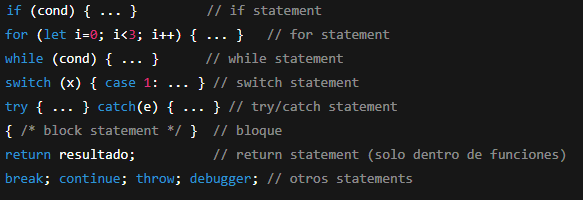 if (cond) { ... }         // if statement
for (let i=0; i<3; i++) { ... }   // for statement
while (cond) { ... }      // while statement
switch (x) { case 1: ... } // switch statement
try { ... } catch(e) { ... } // try/catch statement
{ /* block statement */ }  // bloque
return resultado;          // return statement (solo dentro de funciones)
break; continue; throw; debugger; // otros statements